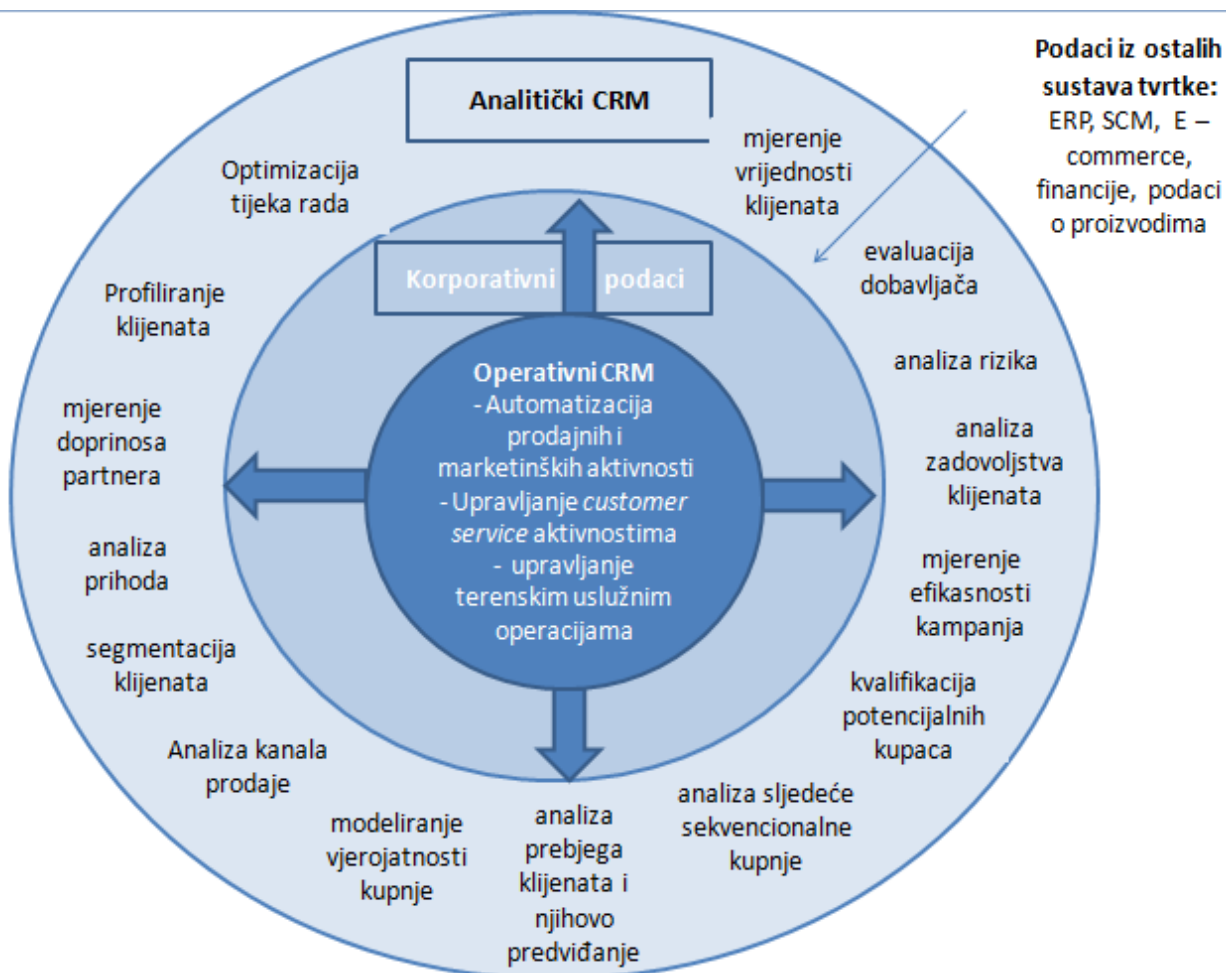 Podaci iz ostalih
sustava tvrtke:
ERP, SCM, E –
commerce,
financije, podaci
o proizvodima
Analitički CRM
mjerenje
vrijednosti
klijenata
evaluacija
dobavljača
analiza rizika
analiza
zadovoljstva
klijenata
mjerenje
efikasnosti
kampanja
kvalifikacija
potencijalnih
kupaca
analiza sljedeće
sekvencionalne
kupnje
analiza
prebjega
klijenata i
njihovo
predviđanje
modeliranje
vjerojatnosti
kupnje
Analiza kanala
prodaje
segmentacija
klijenata
analiza
prihoda
mjerenje
doprinosa
partnera
Profiliranje
klijenata
Optimizacija
tijeka rada
Korporativni podaci
Operativni CRM
- Automatizacija
prodajnih i
marketinških aktivnosti
- Upravljanje customer
service aktivnostima
- upravljanje
terenskim uslužnim
operacijama